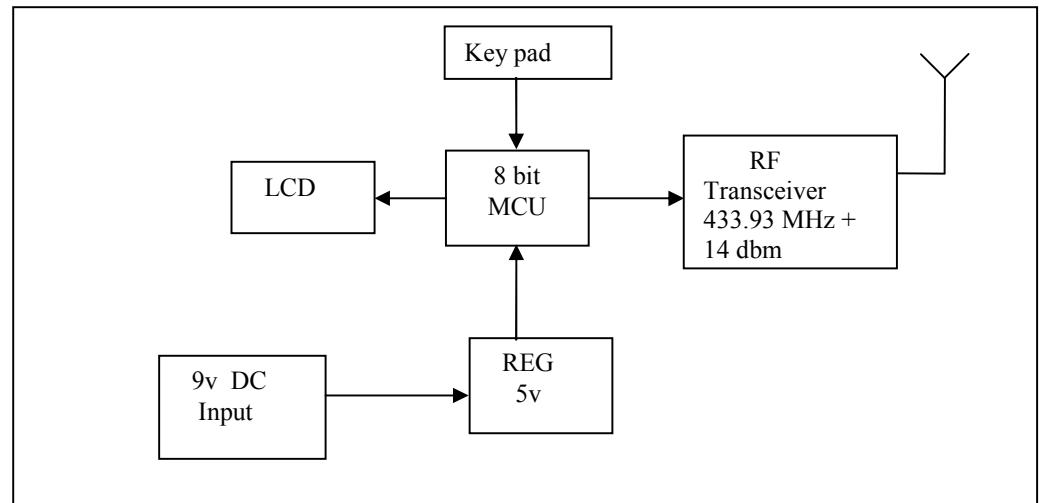 Key pad
LCD
8 bit
MCU
RF
Transceiver
433.93 MHz +
14 dbm
9v DC
Input
REG
5v